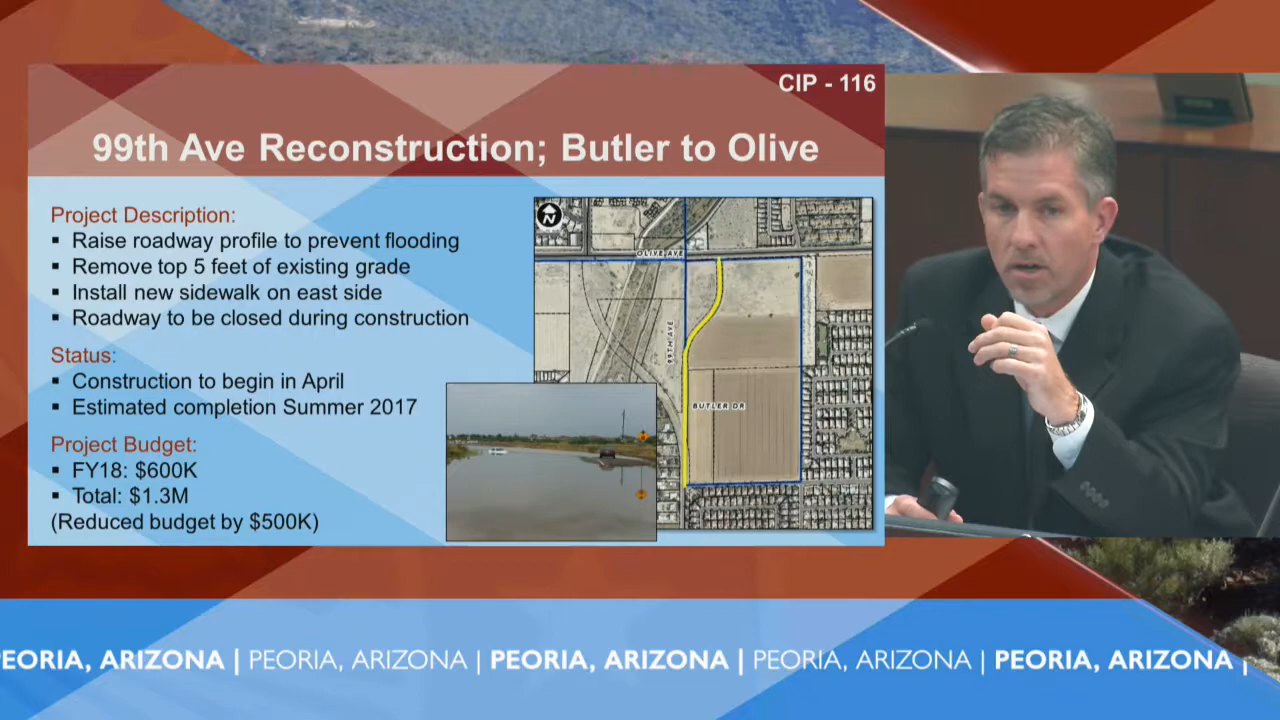 CIP - 116
99th Ave Reconstruction; Butler to Olive
Project Description:
▪ Raise roadway profile to prevent flooding
▪ Remove top 5 feet of existing grade
▪ Install new sidewalk on east side
▪ Roadway to be closed during construction
Status:
▪ Construction to begin in April
▪ Estimated completion Summer 2017
Project Budget:
▪ FY18: $600K
▪ Total: $1.3M
(Reduced budget by $500K)
N
OLIVE AVE
99TH AVE
BUTLER DR
PEORIA, ARIZONA | PEORIA, ARIZONA | PEORIA, ARIZONA | PEORIA, ARIZONA | PEORIA, ARIZONA |